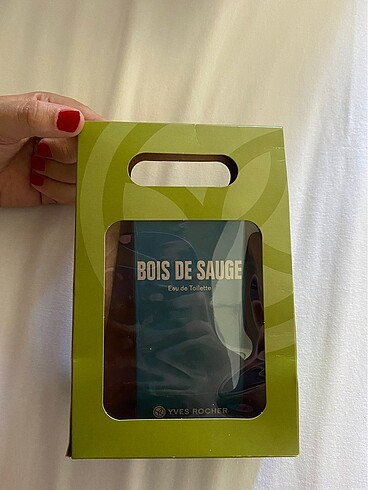 BOIS DE SAUGE
Eau de Toilette
YVES ROCHER